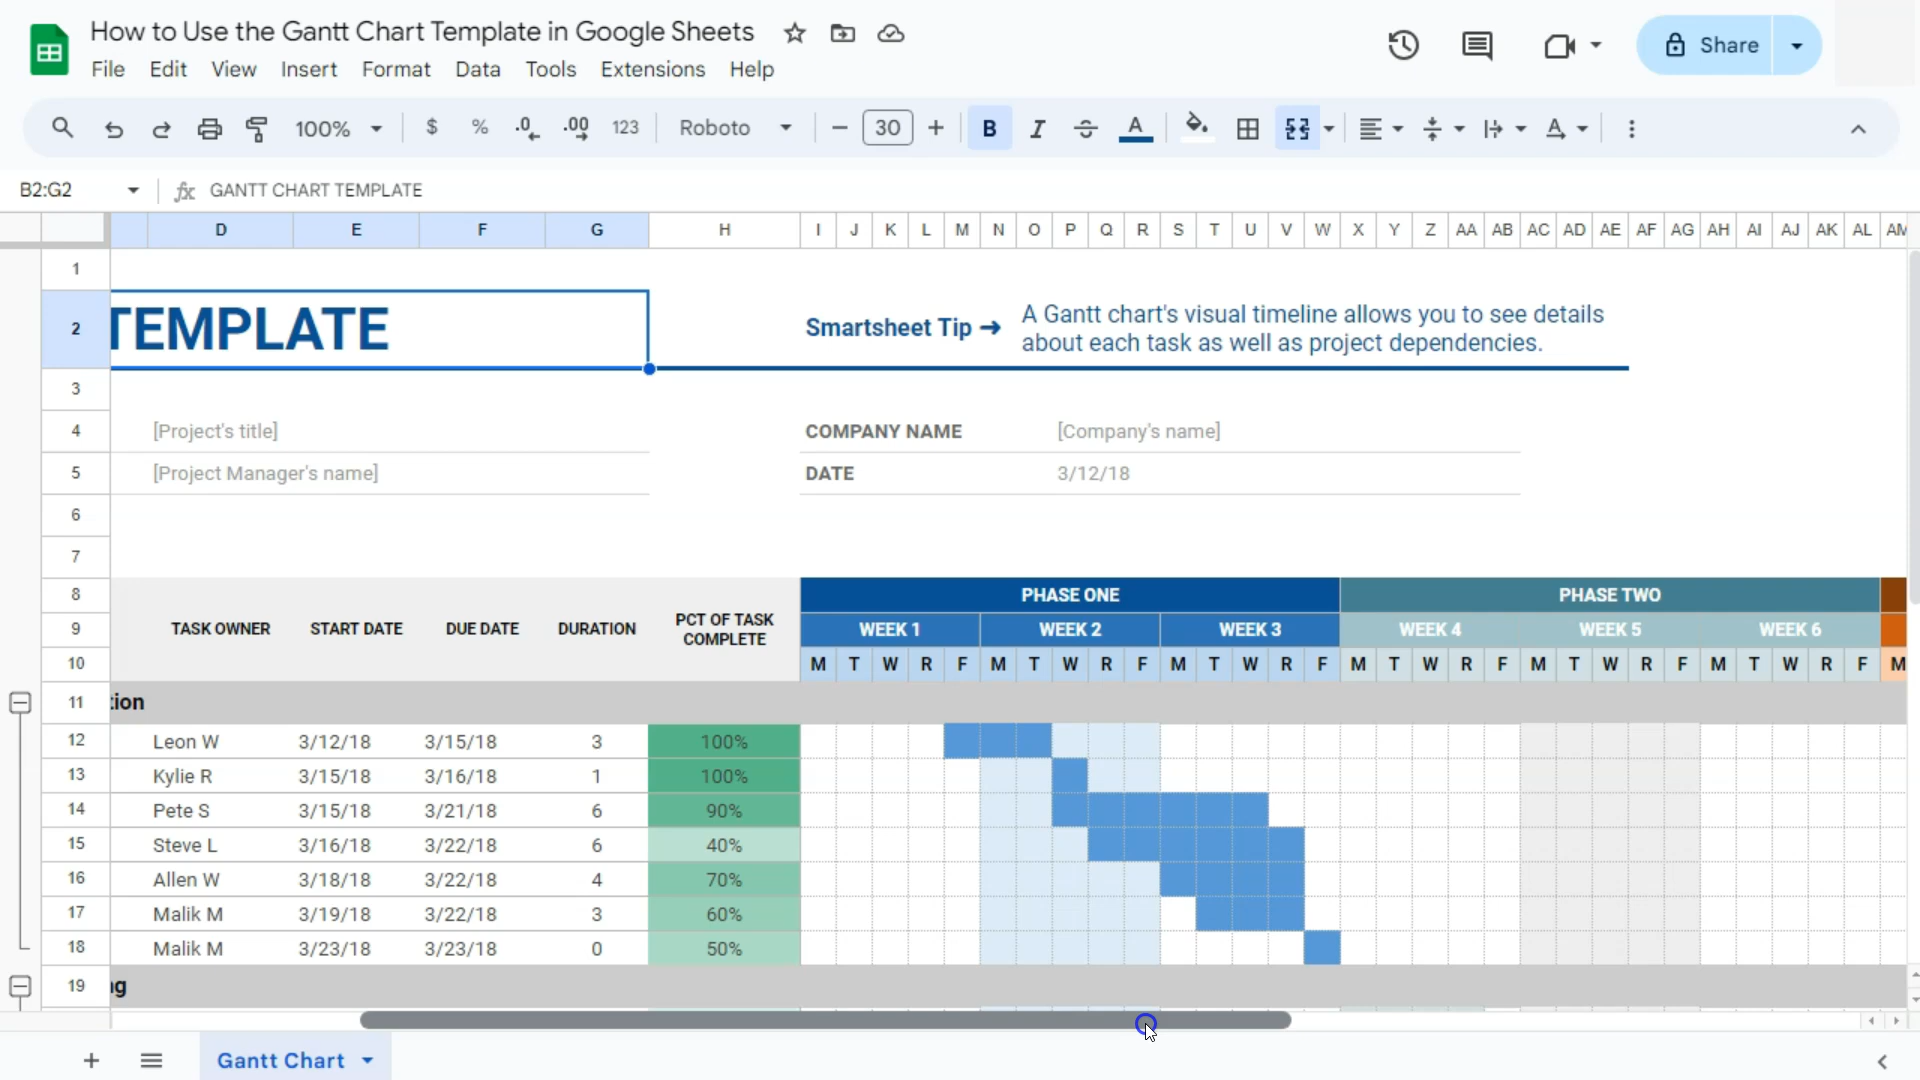 How to Use the Gantt Chart Template in Google Sheets
File Edit View Insert Format Data Tools Extensions Help
Share
100% $ % .0 .00 123 Roboto 30 B I S A A
B2:G2 fx GANTT CHART TEMPLATE
D E F G H I J K L M N O P Q R S T U V W X Y Z AA AB AC AD AE AF AG AH AI AJ AK AL AM
1
2 TEMPLATE Smartsheet Tip ➜ A Gantt chart's visual timeline allows you to see details
about each task as well as project dependencies.
3
4 [Project's title] COMPANY NAME [Company's name]
5 [Project Manager's name] DATE 3/12/18
6
7
8 PHASE ONE PHASE TWO
9 TASK OWNER START DATE DUE DATE DURATION PCT OF TASK COMPLETE WEEK 1 WEEK 2 WEEK 3 WEEK 4 WEEK 5 WEEK 6
10 M T W R F M T W R F M T W R F M T W R F M T W R F M T W R F M
11 tion
12 Leon W 3/12/18 3/15/18 3 100%
13 Kylie R 3/15/18 3/16/18 1 100%
14 Pete S 3/15/18 3/21/18 6 90%
15 Steve L 3/16/18 3/22/18 6 40%
16 Allen W 3/18/18 3/22/18 4 70%
17 Malik M 3/19/18 3/22/18 3 60%
18 Malik M 3/23/18 3/23/18 0 50%
19 ng
Gantt Chart